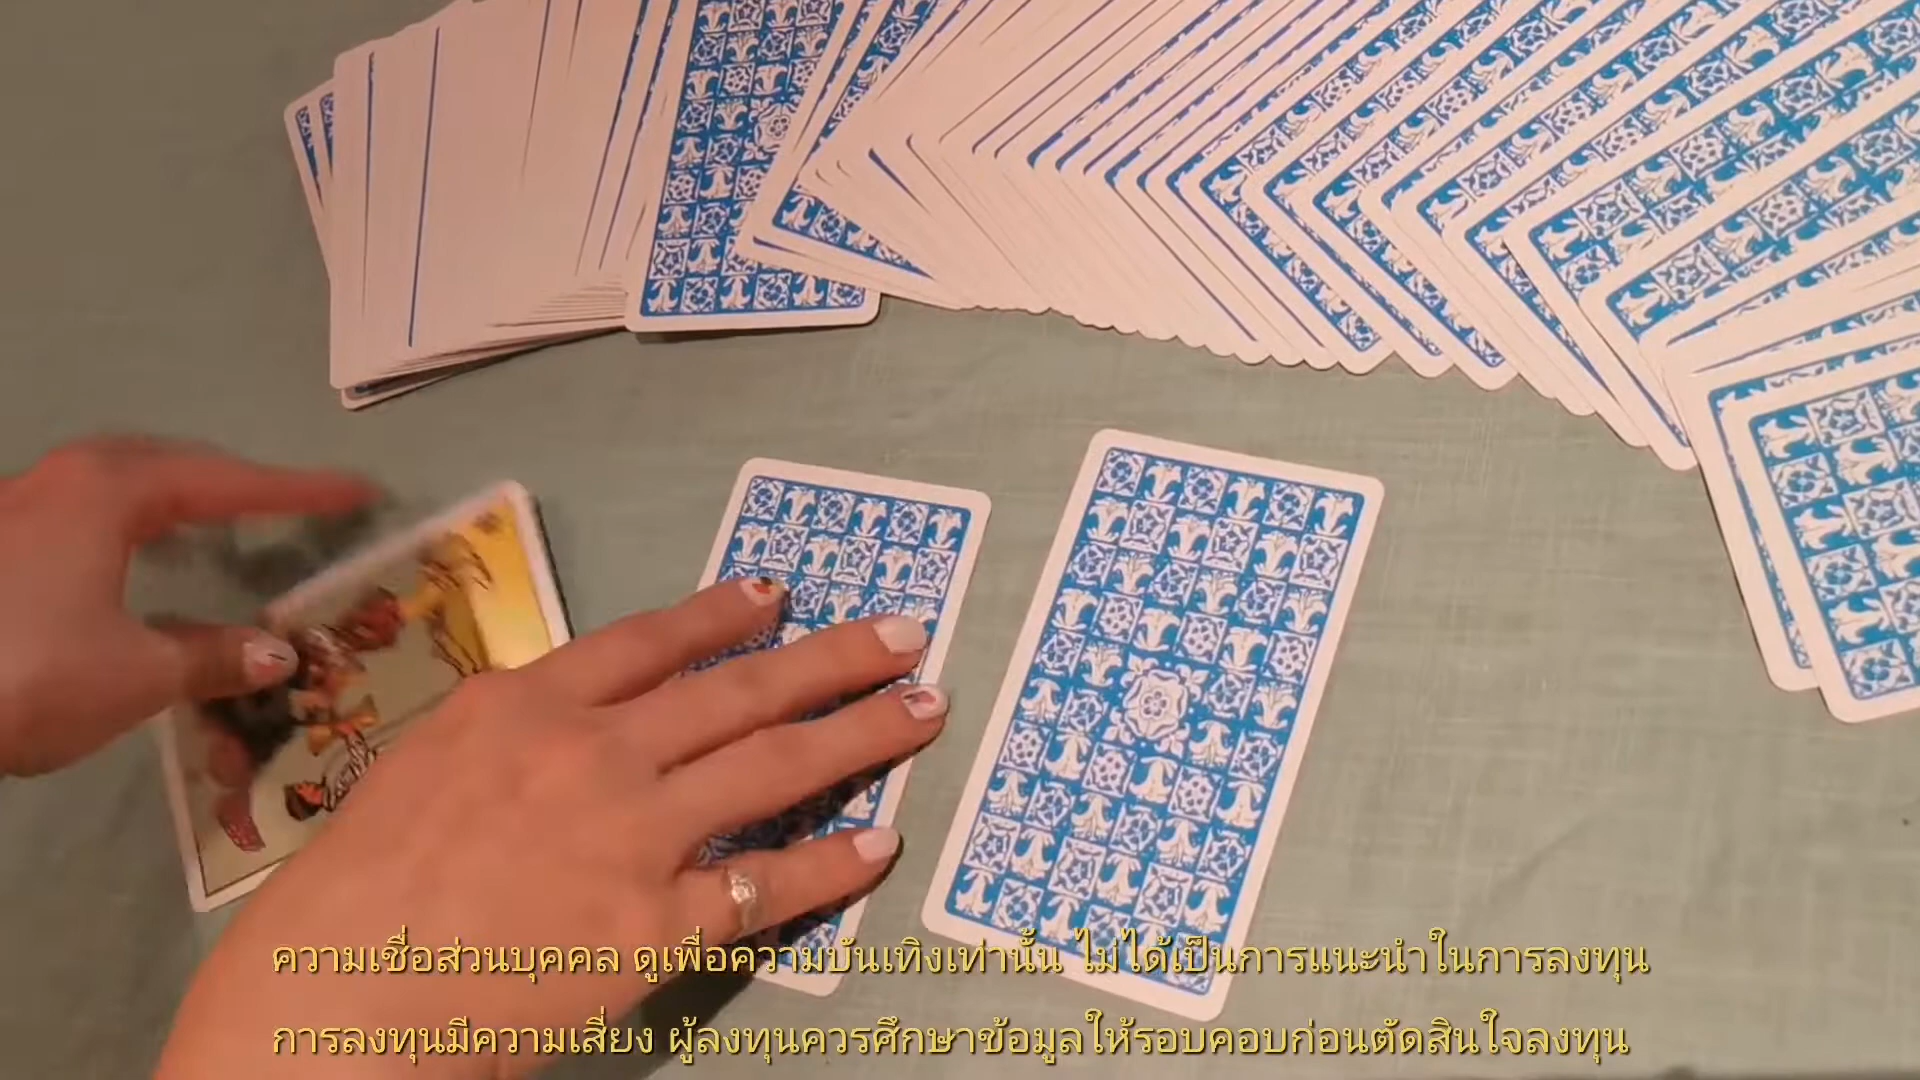 ความเชื่อส่วนบุคคล ดูเพื่อความบันเทิงเท่านั้น ไม่ได้เป็นการแนะนำในการลงทุน
การลงทุนมีความเสี่ยง ผู้ลงทุนควรศึกษาข้อมูลให้รอบคอบก่อนตัดสินใจลงทุน